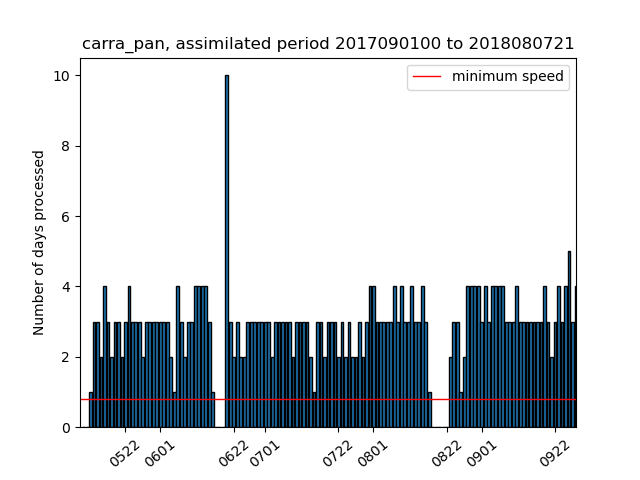 carra_pan, assimilated period 2017090100 to 2018080721
minimum speed
Number of days processed
10
8
6
4
2
0
0522 0601 0622 0701 0722 0801 0822 0901 0922